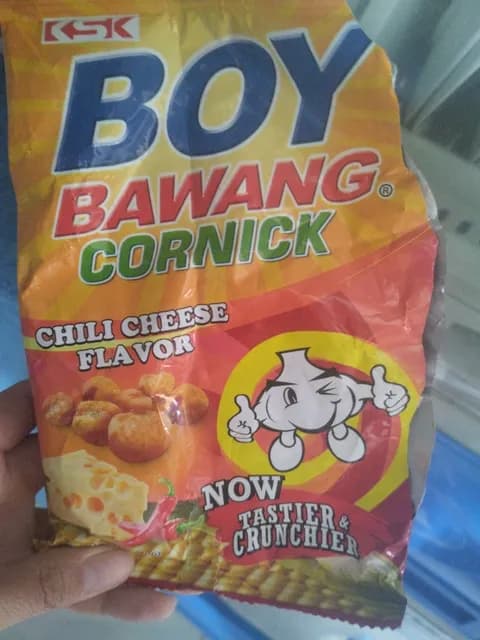 KSK
BOY
BAWANG®
CORNICK
CHILI CHEESE
FLAVOR
NOW
TASTIER &
CRUNCHIER